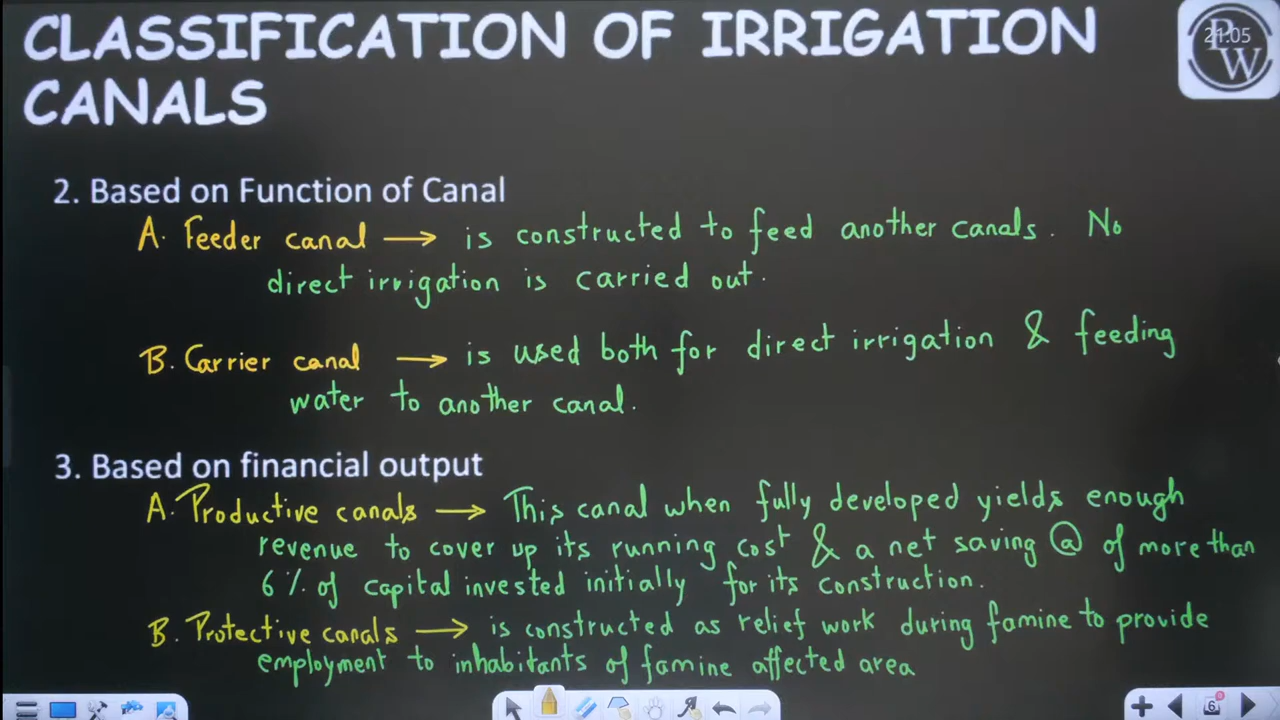 CLASSIFICATION OF IRRIGATION
CANALS
21:05
PW
2. Based on Function of Canal
A. Feeder canal → is constructed to feed another canals. No
direct irrigation is carried out.
B. Carrier canal → is used both for direct irrigation & feeding
water to another canal.
3. Based on financial output
A. Productive canals → This canal when fully developed yields enough
revenue to cover up its running cost & a net saving @ of more than
6% of capital invested initially for its construction.
B. Protective canals → is constructed as relief work during famine to provide
employment to inhabitants of famine affected area
6